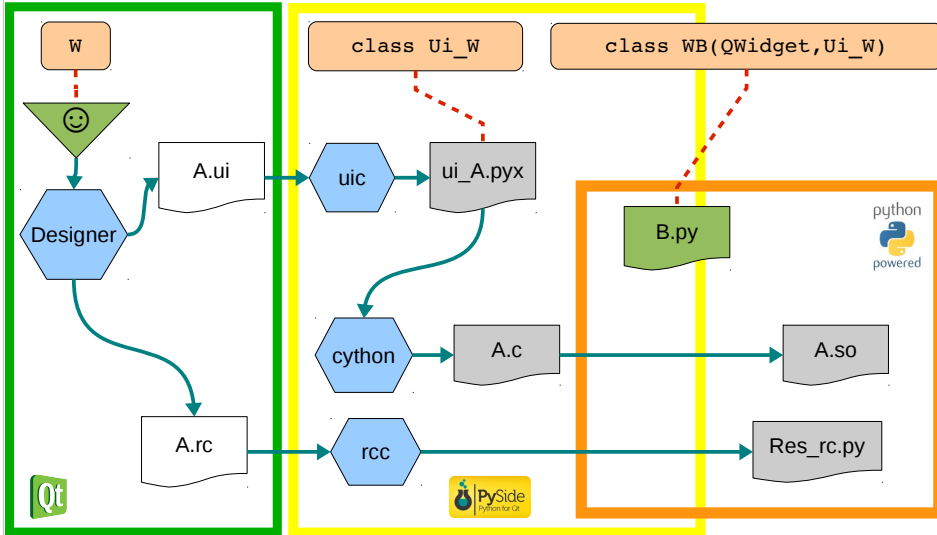 W
class Ui_W
class WB(QWidget,Ui_W)
A.ui
uic
ui_A.pyx
Designer
B.py
python
powered
cython
A.c
A.so
A.rc
rcc
Res_rc.py
Qt
PySide
Python for Qt